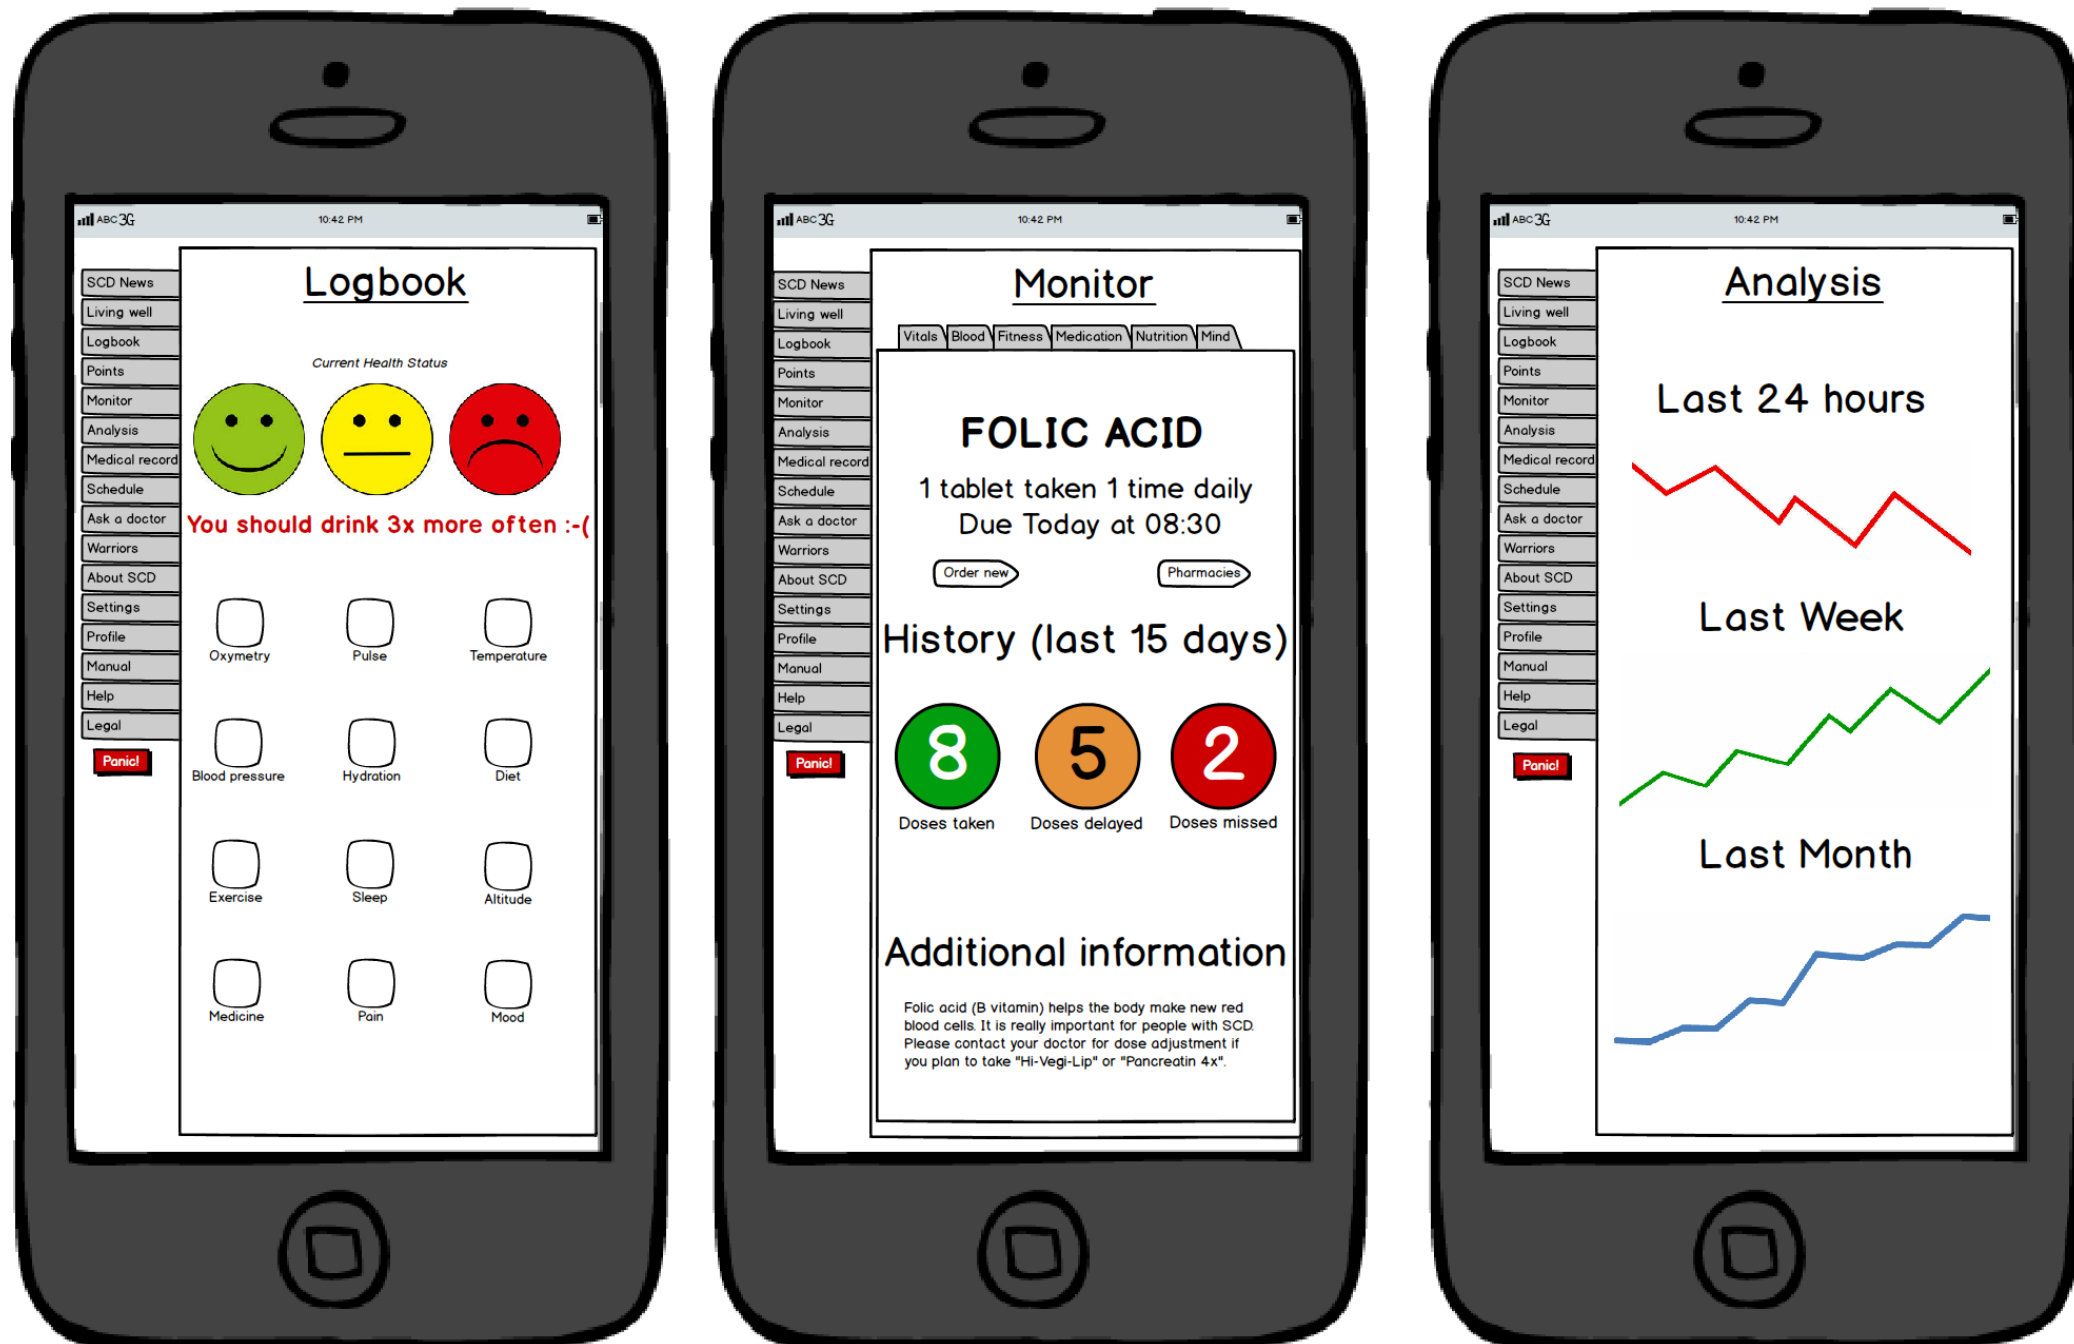 ABC 3G
10:42 PM
SCD News
Living well
Logbook
Points
Monitor
Analysis
Medical record
Schedule
Ask a doctor
Warriors
About SCD
Settings
Profile
Manual
Help
Legal
Panic!
Logbook
Current Health Status
You should drink 3x more often :-(
Oxymetry
Pulse
Temperature
Blood pressure
Hydration
Diet
Exercise
Sleep
Altitude
Medicine
Pain
Mood
ABC 3G
10:42 PM
SCD News
Living well
Logbook
Points
Monitor
Analysis
Medical record
Schedule
Ask a doctor
Warriors
About SCD
Settings
Profile
Manual
Help
Legal
Panic!
Monitor
Vitals
Blood
Fitness
Medication
Nutrition
Mind
FOLIC ACID
1 tablet taken 1 time daily
Due Today at 08:30
Order new
Pharmacies
History (last 15 days)
8
5
2
Doses taken
Doses delayed
Doses missed
Additional information
Folic acid (B vitamin) helps the body make new red
blood cells. It is really important for people with SCD.
Please contact your doctor for dose adjustment if
you plan to take "Hi-Vegi-Lip" or "Pancreatin 4x".
ABC 3G
10:42 PM
SCD News
Living well
Logbook
Points
Monitor
Analysis
Medical record
Schedule
Ask a doctor
Warriors
About SCD
Settings
Profile
Manual
Help
Legal
Panic!
Analysis
Last 24 hours
Last Week
Last Month